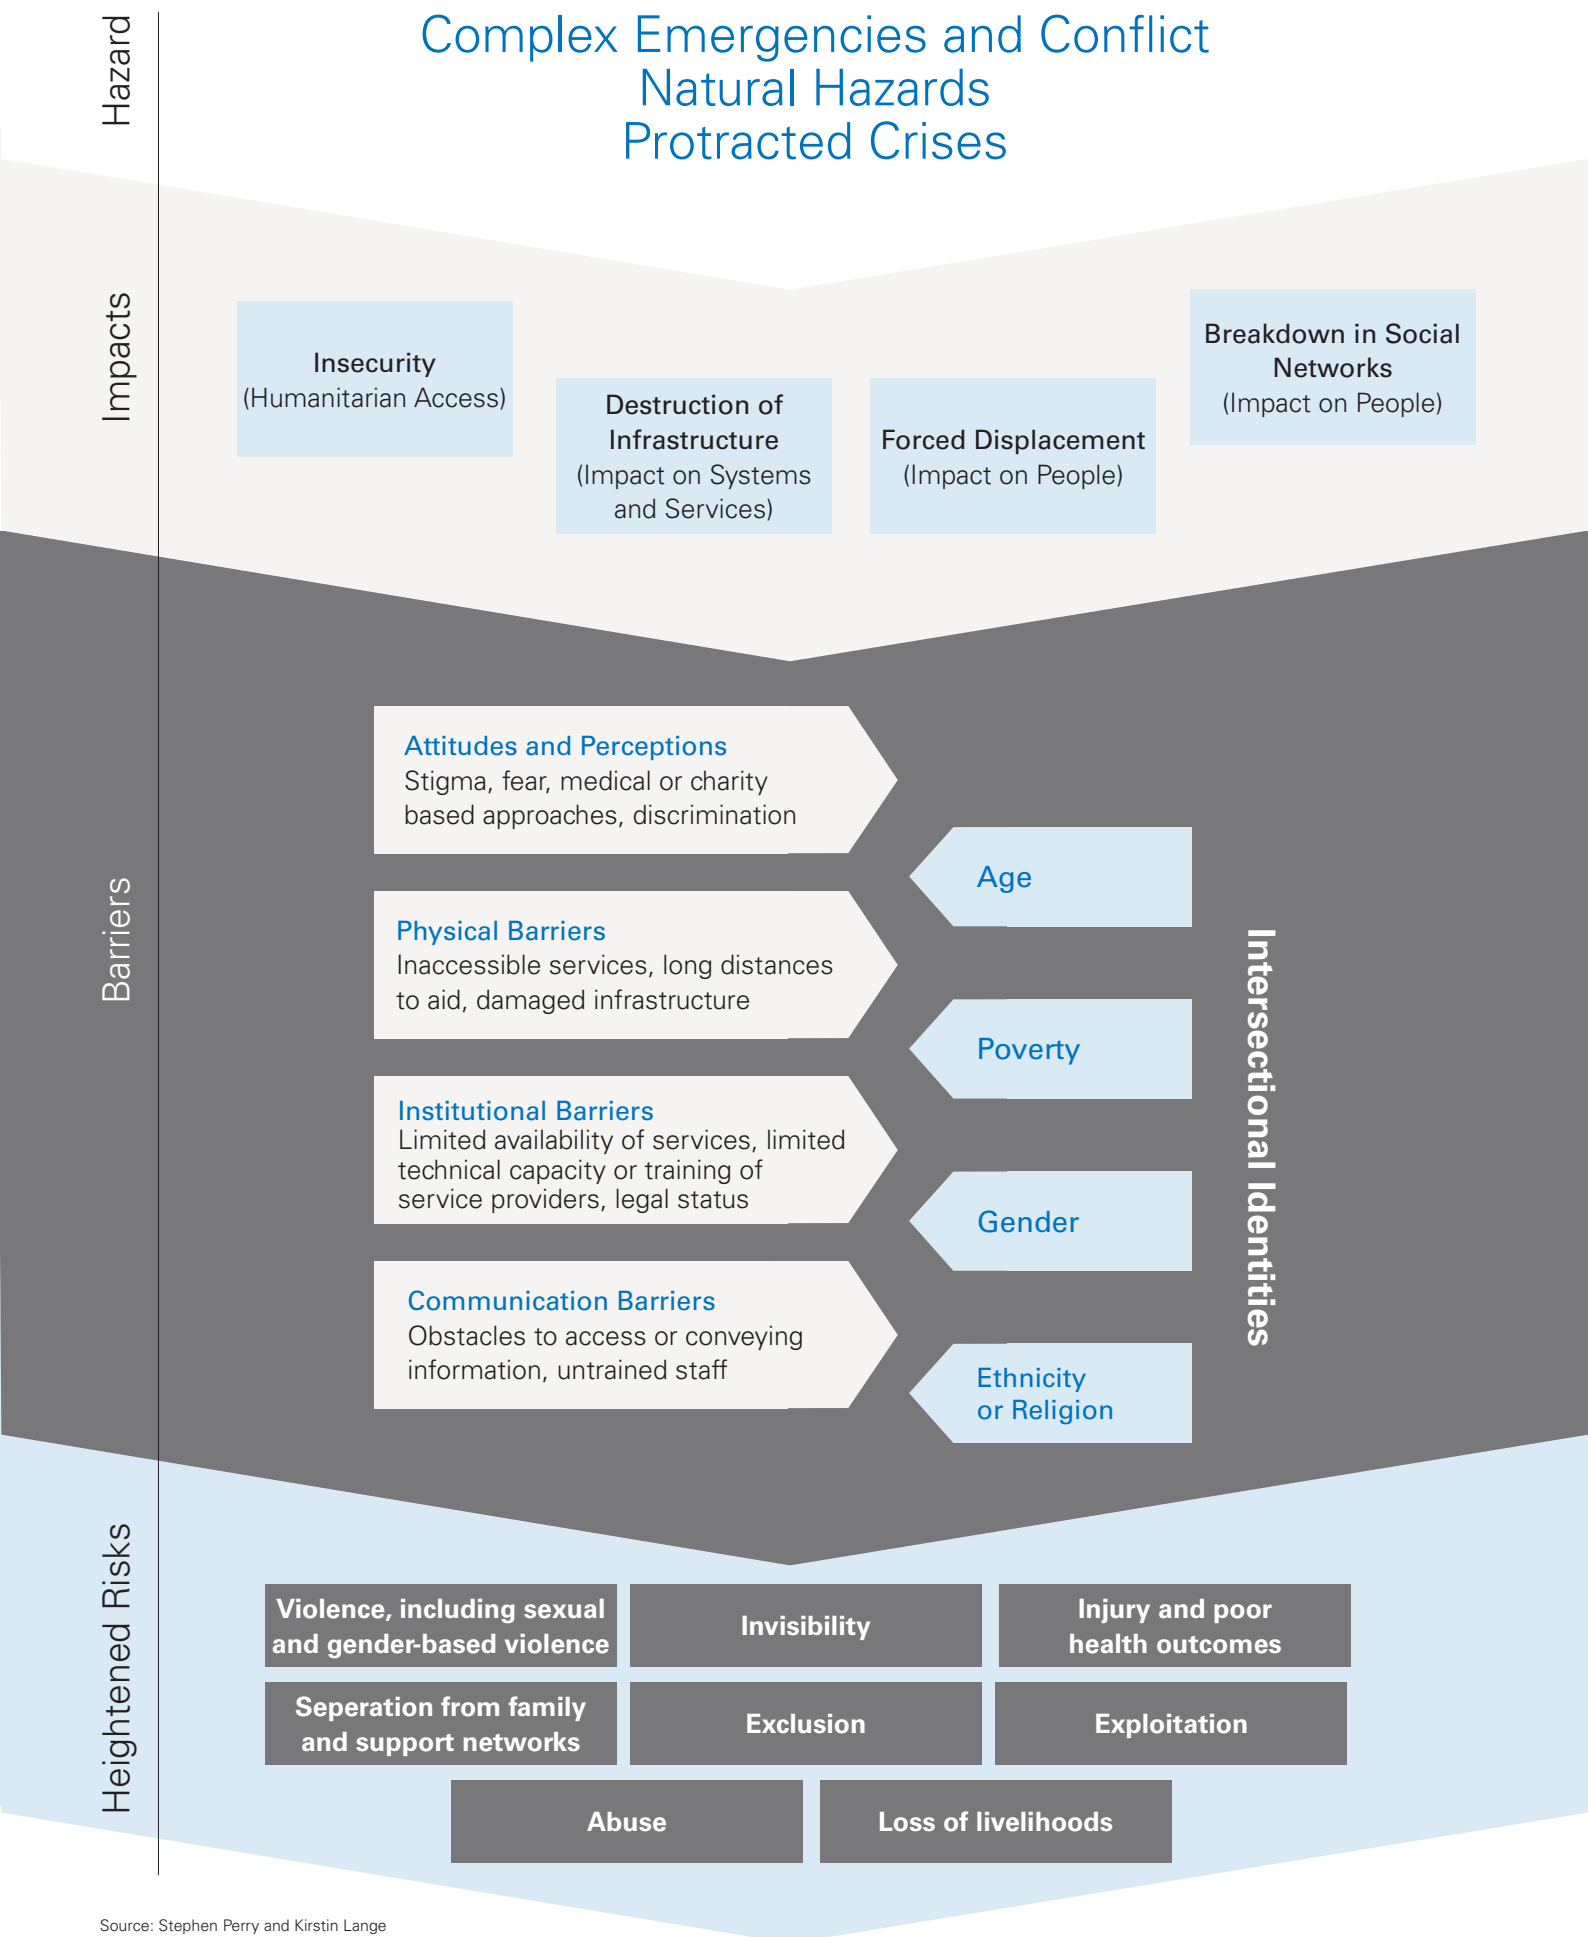 Hazard
Complex Emergencies and Conflict
Natural Hazards
Protracted Crises
Impacts
Insecurity
(Humanitarian Access)
Destruction of
Infrastructure
(Impact on Systems
and Services)
Forced Displacement
(Impact on People)
Breakdown in Social
Networks
(Impact on People)
Barriers
Attitudes and Perceptions
Stigma, fear, medical or charity
based approaches, discrimination
Physical Barriers
Inaccessible services, long distances
to aid, damaged infrastructure
Institutional Barriers
Limited availability of services, limited
technical capacity or training of
service providers, legal status
Communication Barriers
Obstacles to access or conveying
information, untrained staff
Age
Poverty
Gender
Ethnicity
or Religion
Intersectional Identities
Heightened Risks
Violence, including sexual
and gender-based violence
Invisibility
Injury and poor
health outcomes
Seperation from family
and support networks
Exclusion
Exploitation
Abuse
Loss of livelihoods
Source: Stephen Perry and Kirstin Lange